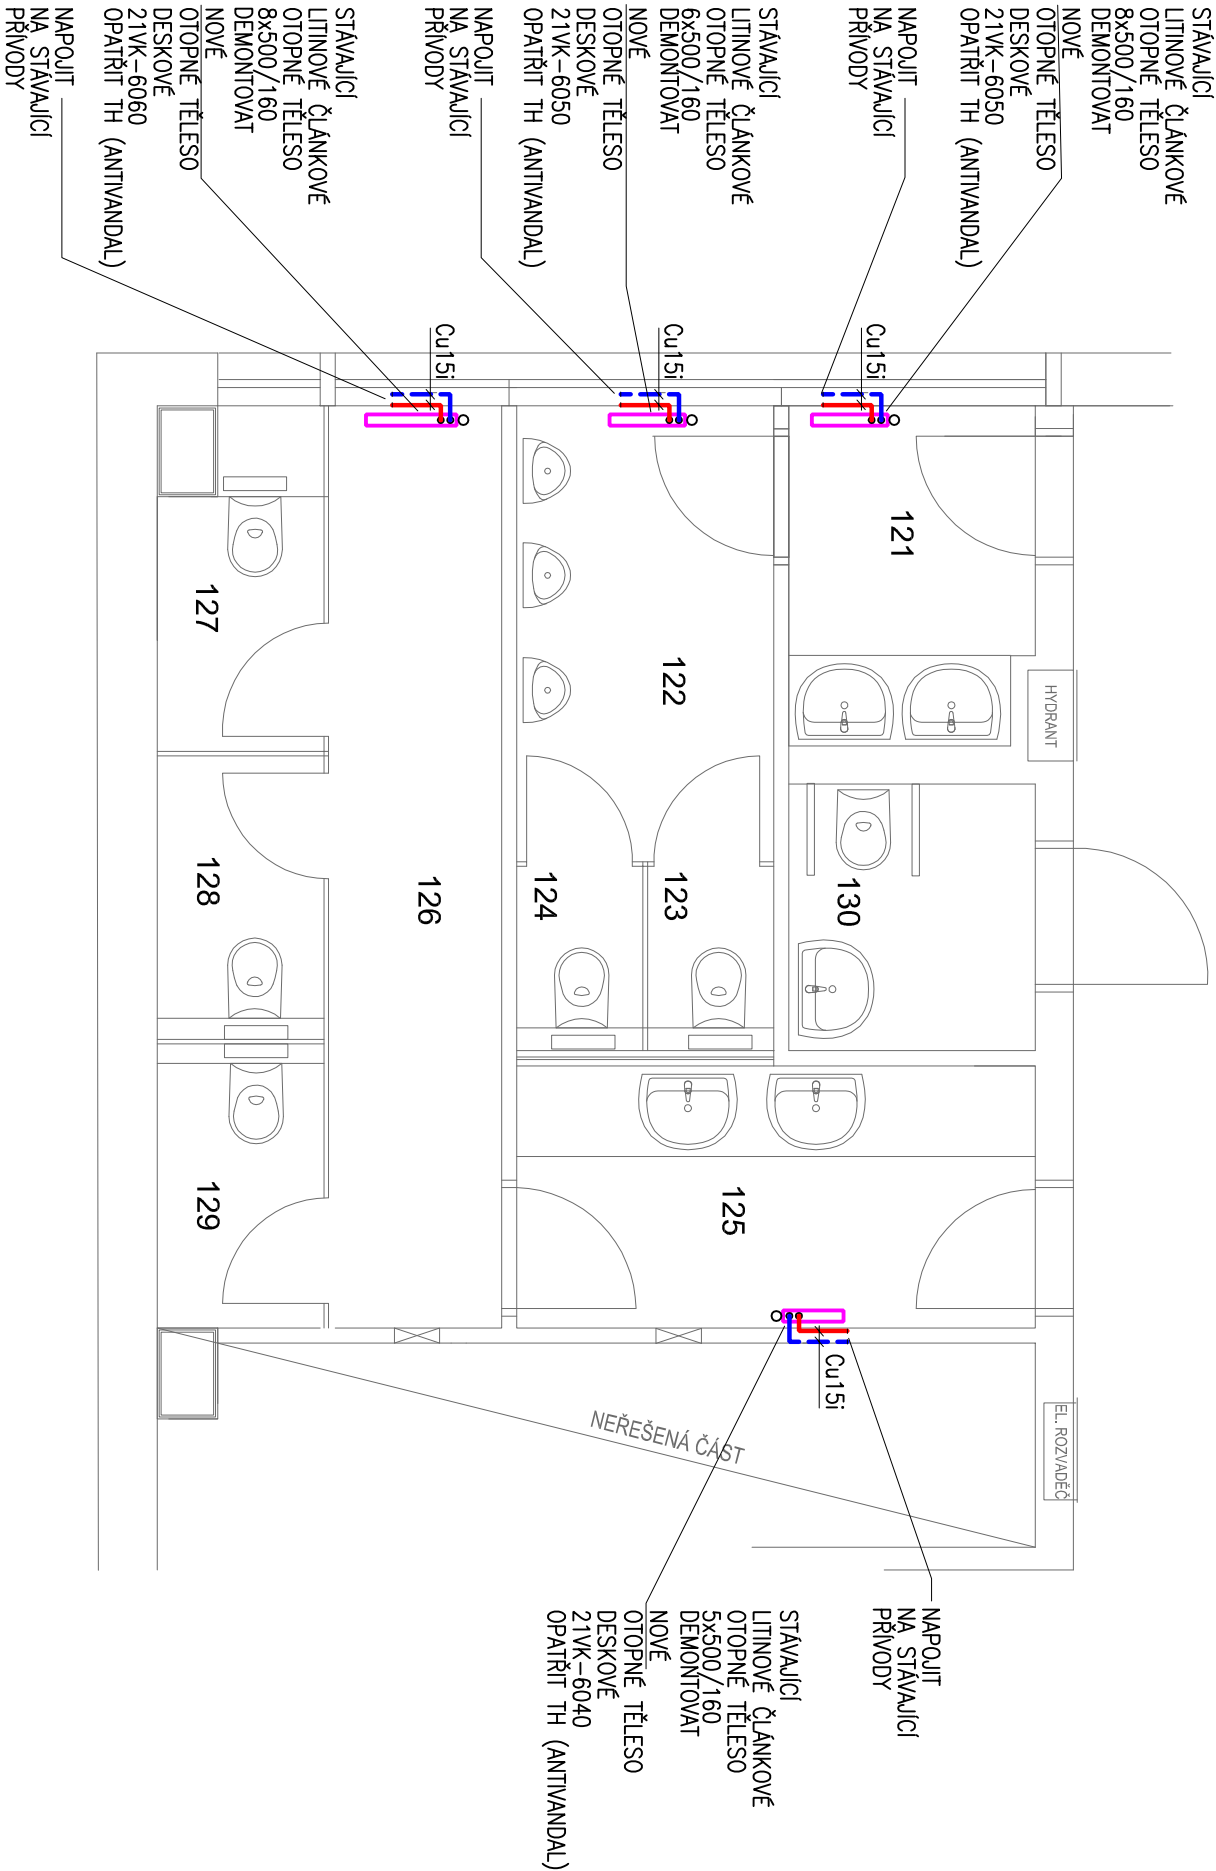 STÁVAJÍCÍ
LITINOVÉ ČLÁNKOVÉ
OTOPNÉ TĚLESO
8x500/160
DEMONTOVAT
NOVÉ
OTOPNÉ TĚLESO
DESKOVÉ
21VK-6050
OPATŘIT TH (ANTIVANDAL)
NAPOJIT
NA STÁVAJÍCÍ
PŘÍVODY
STÁVAJÍCÍ
LITINOVÉ ČLÁNKOVÉ
OTOPNÉ TĚLESO
6x500/160
DEMONTOVAT
NOVÉ
OTOPNÉ TĚLESO
DESKOVÉ
21VK-6050
OPATŘIT TH (ANTIVANDAL)
NAPOJIT
NA STÁVAJÍCÍ
PŘÍVODY
STÁVAJÍCÍ
LITINOVÉ ČLÁNKOVÉ
OTOPNÉ TĚLESO
8x500/160
DEMONTOVAT
NOVÉ
OTOPNÉ TĚLESO
DESKOVÉ
21VK-6060
OPATŘIT TH (ANTIVANDAL)
NAPOJIT
NA STÁVAJÍCÍ
PŘÍVODY
Cu15i
Cu15i
Cu15i
121
HYDRANT
122
127
130
123
124
126
128
125
129
Cu15i
EL. ROZVADĚČ
NEŘEŠENÁ ČÁST
NAPOJIT
NA STÁVAJÍCÍ
PŘÍVODY
STÁVAJÍCÍ
LITINOVÉ ČLÁNKOVÉ
OTOPNÉ TĚLESO
5x500/160
DEMONTOVAT
NOVÉ
OTOPNÉ TĚLESO
DESKOVÉ
21VK-6040
OPATŘIT TH (ANTIVANDAL)